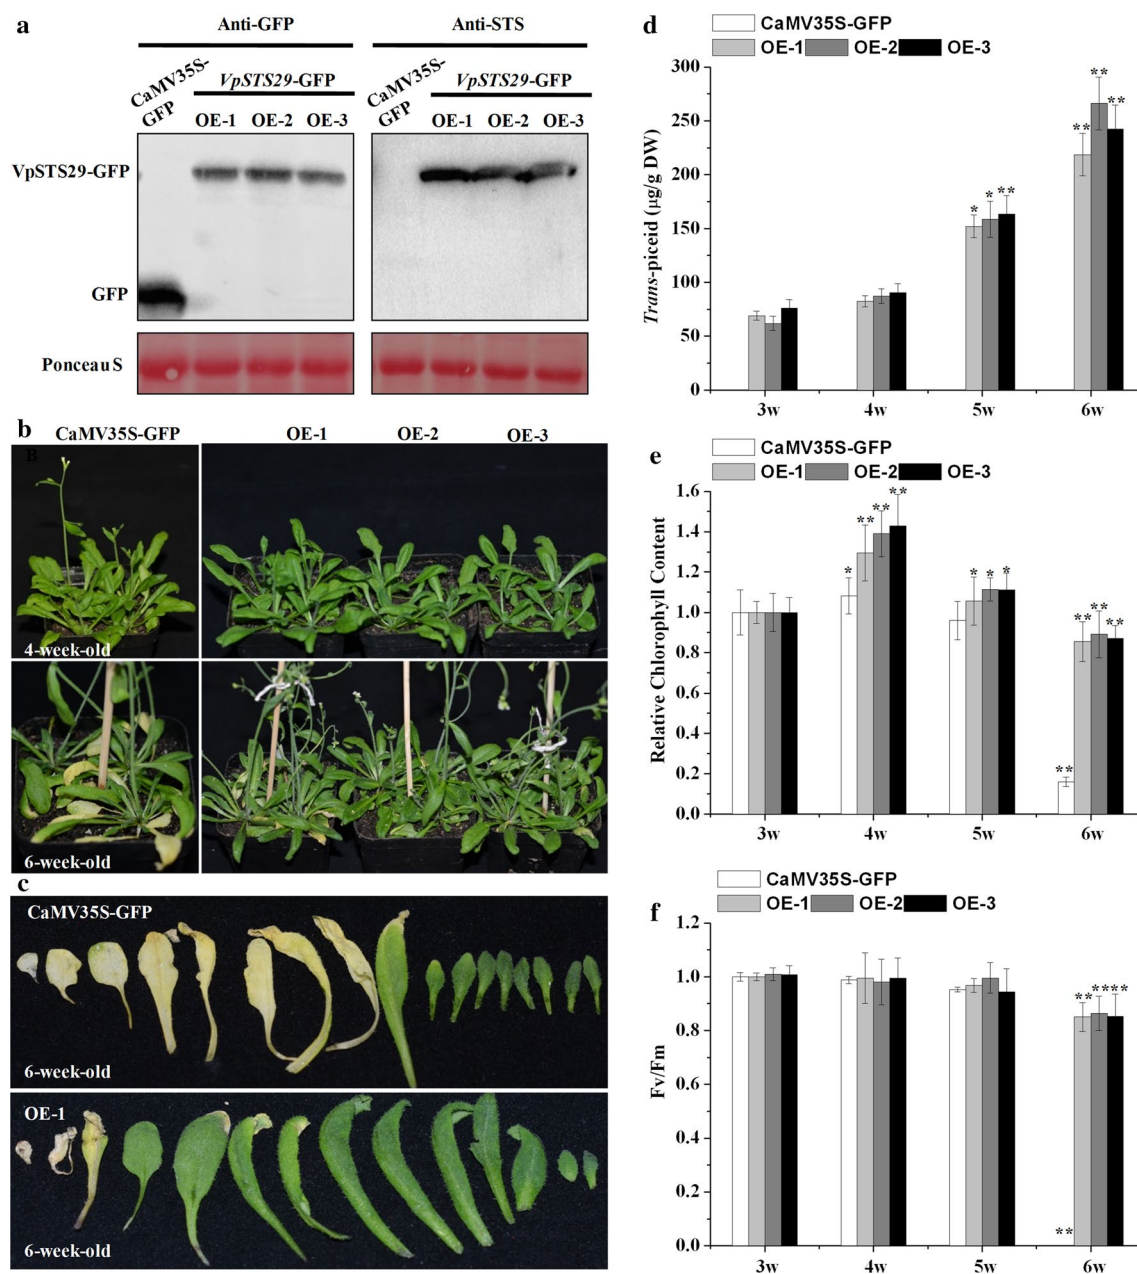 a
Anti-GFP
Anti-STS
CaMV35S-
GFP
VpSTS29-GFP
OE-1 OE-2 OE-3
CaMV35S-
GFP
VpSTS29-GFP
OE-1 OE-2 OE-3
VpSTS29-GFP
GFP
Ponceau S
b
CaMV35S-GFP OE-1 OE-2 OE-3
B
4-week-old
6-week-old
c
CaMV35S-GFP
6-week-old
OE-1
6-week-old
d
CaMV35S-GFP
OE-1 OE-2 OE-3
Trans-piceid (µg/g DW)
300
250
200
150
100
50
0
* * **
** ** **
3w 4w 5w 6w
e
CaMV35S-GFP
OE-1 OE-2 OE-3
Relative Chlorophyll Content
1.6
1.4
1.2
1.0
0.8
0.6
0.4
0.2
0.0
* ** ** **
* * *
** ** ** **
3w 4w 5w 6w
f
CaMV35S-GFP
OE-1 OE-2 OE-3
Fv/Fm
1.2
1.0
0.8
0.6
0.4
0.2
0.0
** ** ****
3w 4w 5w 6w